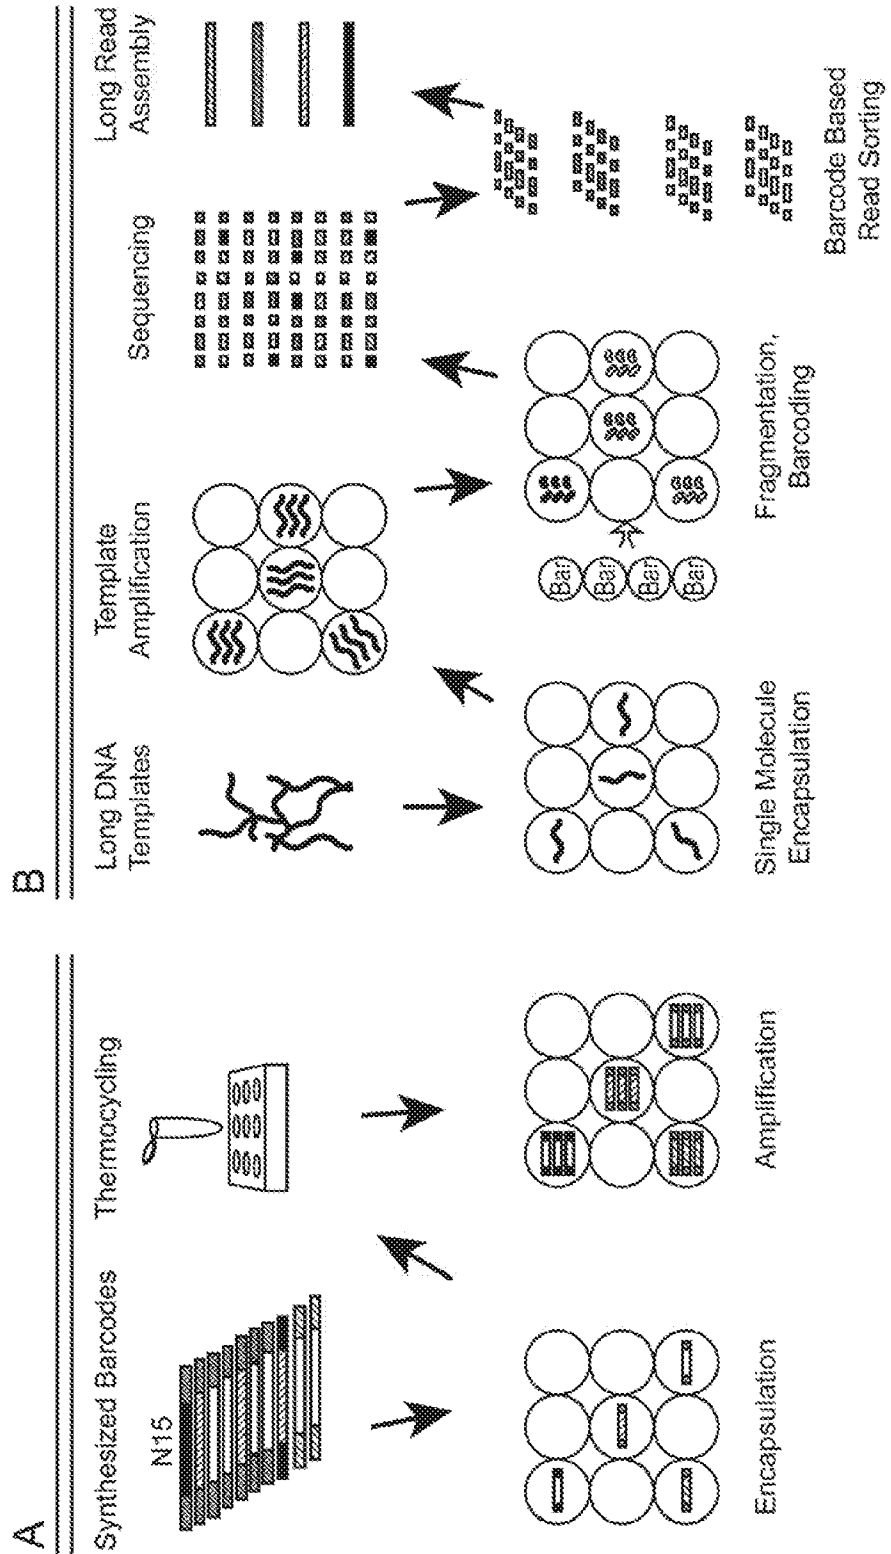 A
Synthesized Barcodes
N15
Thermocycling
Encapsulation
Amplification
B
Long DNA
Templates
Template
Amplification
Sequencing
Long Read
Assembly
Single Molecule
Encapsulation
Bar
Bar
Bar
Bar
Fragmentation,
Barcoding
Barcode Based
Read Sorting